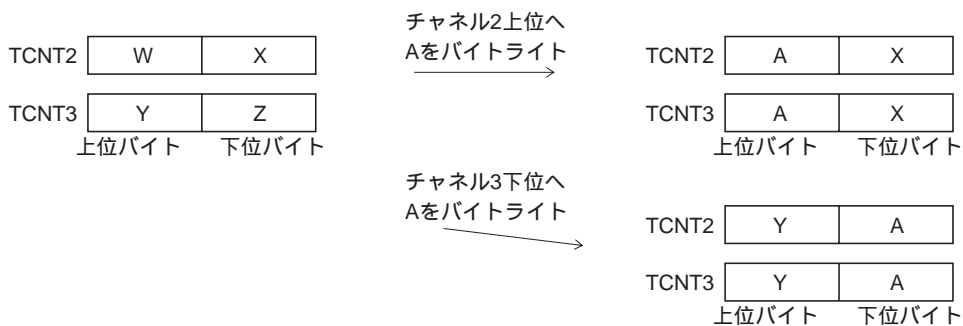 チャネル2上位へ
Aをバイトライト
TCNT2 W X
TCNT3 Y Z
上位バイト 下位バイト
TCNT2 A X
TCNT3 A X
上位バイト 下位バイト
チャネル3下位へ
Aをバイトライト
TCNT2 Y A
TCNT3 Y A
上位バイト 下位バイト